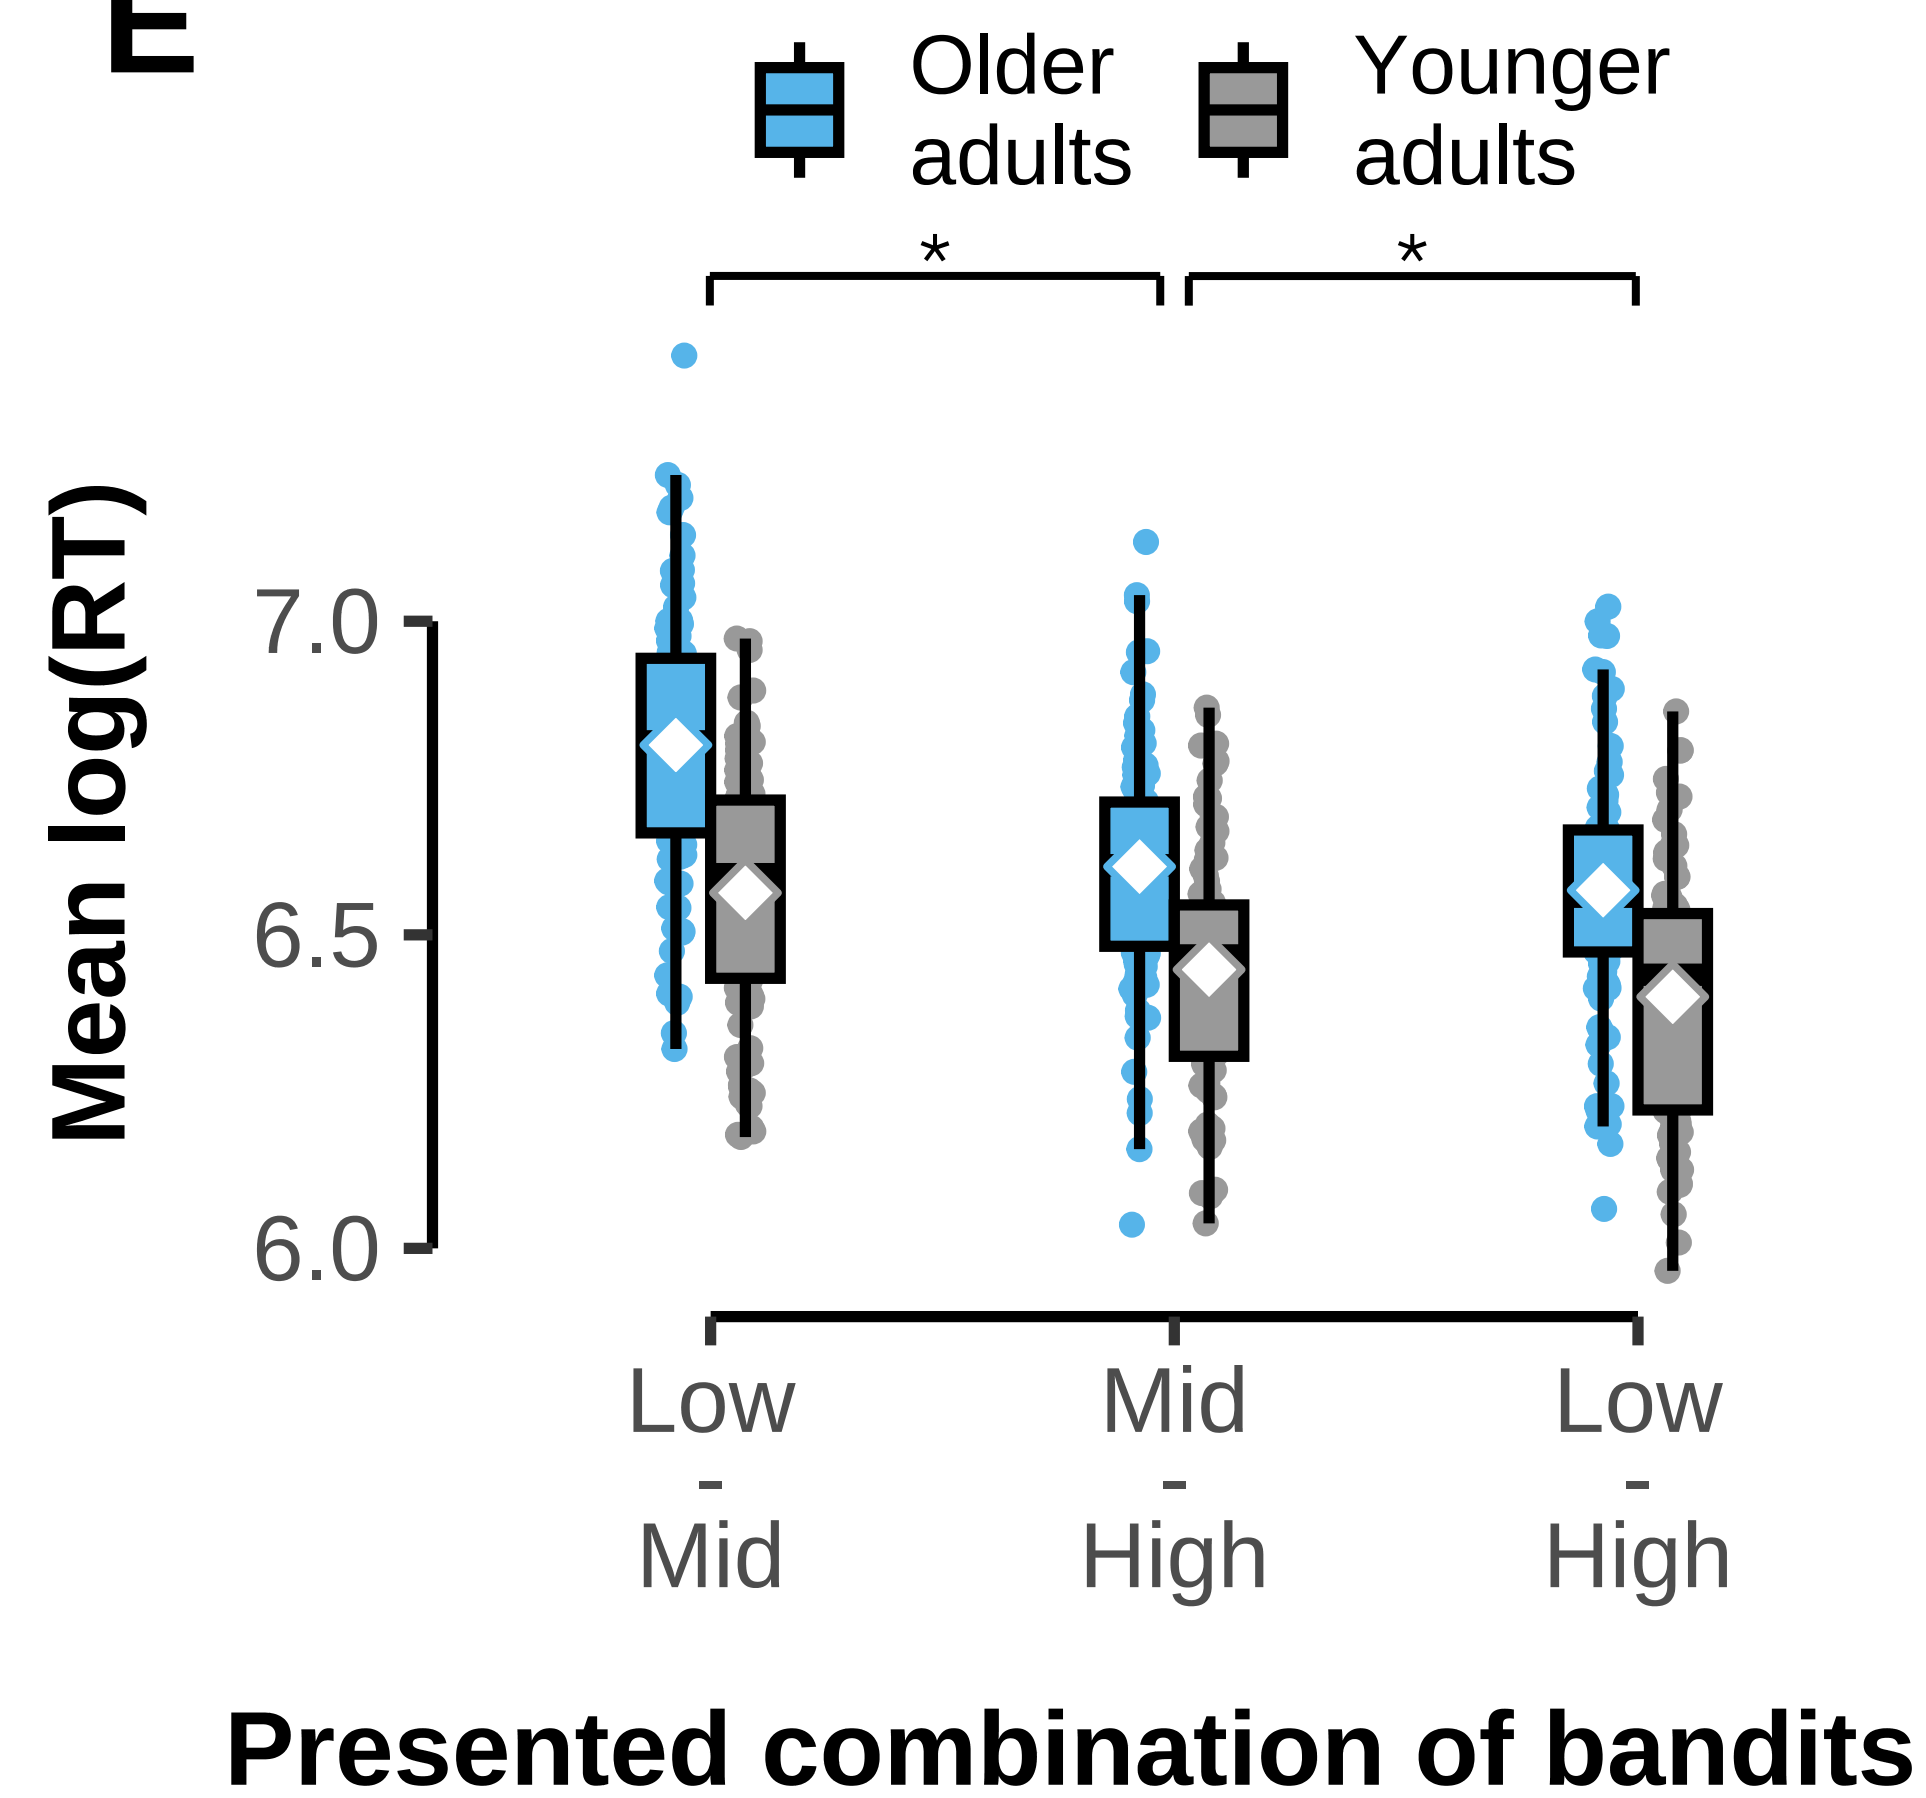 E
Older
adults
Younger
adults
*
*
Mean log(RT)
7.0
6.5
6.0
Low
-
Mid
Mid
-
High
Low
-
High
Presented combination of bandits